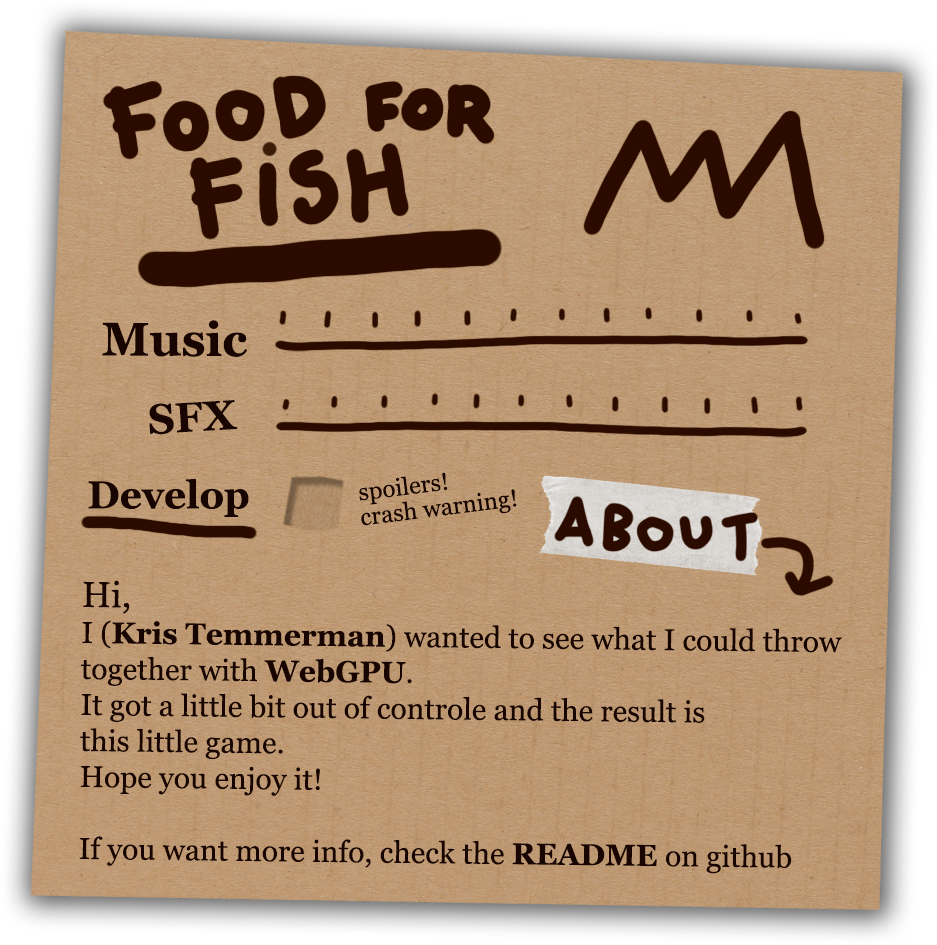 FOOD FOR
FiSH
Music
SFX
Develop
spoilers!
crash warning!
ABOUT
Hi,
I (Kris Temmerman) wanted to see what I could throw
together with WebGPU.
It got a little bit out of controle and the result is
this little game.
Hope you enjoy it!
If you want more info, check the README on github